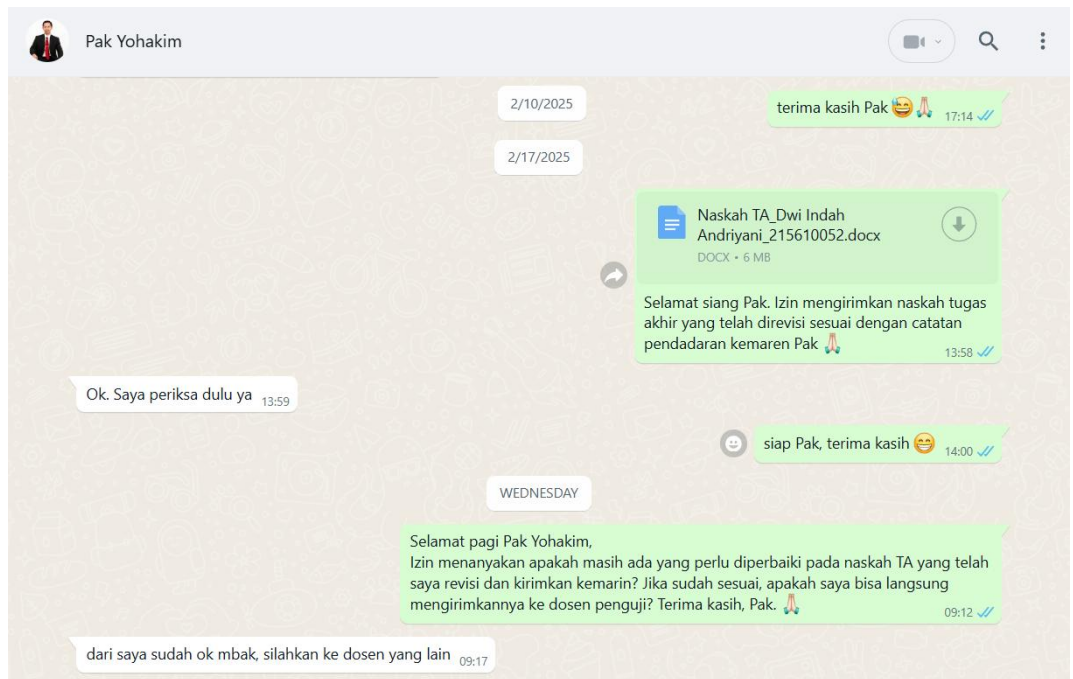 Pak Yohakim
2/10/2025
terima kasih Pak 😅🙏🏻
17:14
2/17/2025
Naskah TA_Dwi Indah
Andriyani_215610052.docx
DOCX • 6 MB
Selamat siang Pak. Izin mengirimkan naskah tugas
akhir yang telah direvisi sesuai dengan catatan
pendadaran kemaren Pak 🙏🏻
13:58
Ok. Saya periksa dulu ya
13:59
siap Pak, terima kasih 😁
14:00
WEDNESDAY
Selamat pagi Pak Yohakim,
Izin menanyakan apakah masih ada yang perlu diperbaiki pada naskah TA yang telah
saya revisi dan kirimkan kemarin? Jika sudah sesuai, apakah saya bisa langsung
mengirimkannya ke dosen penguji? Terima kasih, Pak. 🙏🏻
09:12
dari saya sudah ok mbak, silahkan ke dosen yang lain
09:17